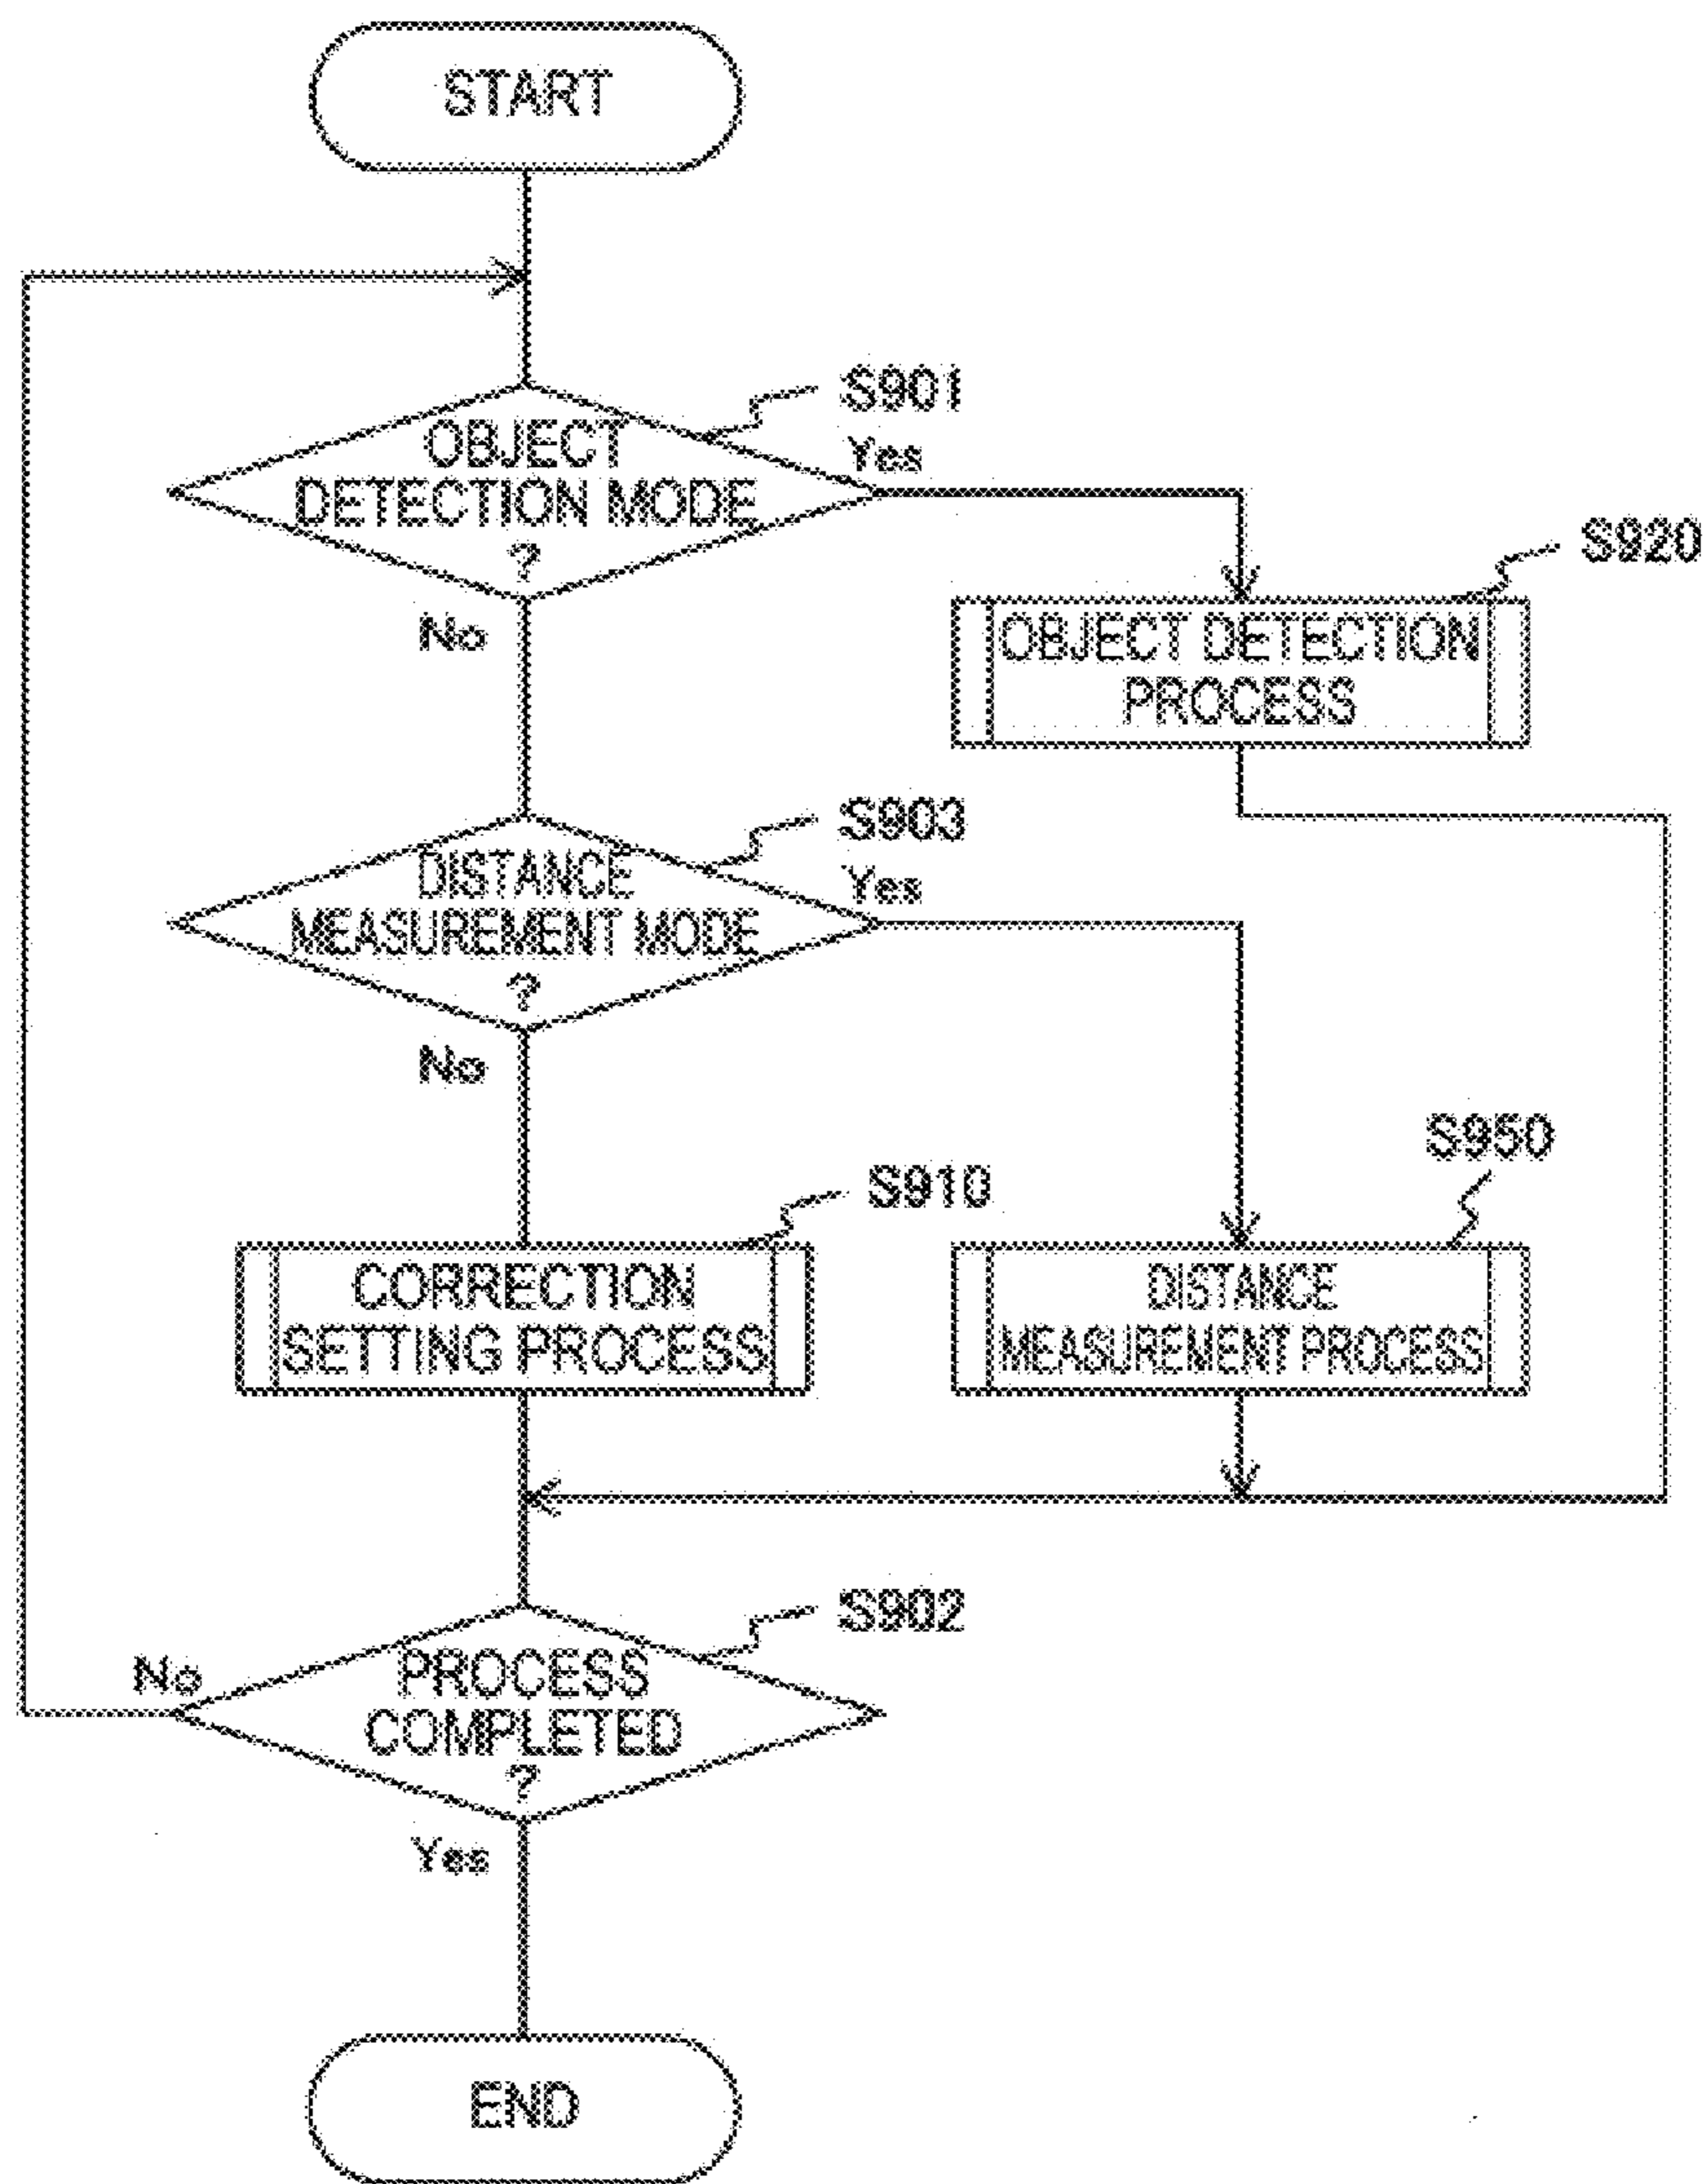 START
S901
OBJECT
DETECTION MODE
?
Yes
No
S920
OBJECT DETECTION
PROCESS
S903
DISTANCE
MEASUREMENT MODE
?
Yes
No
S910
CORRECTION
SETTING PROCESS
S950
DISTANCE
MEASUREMENT PROCESS
S902
PROCESS
COMPLETED
?
No
Yes
END